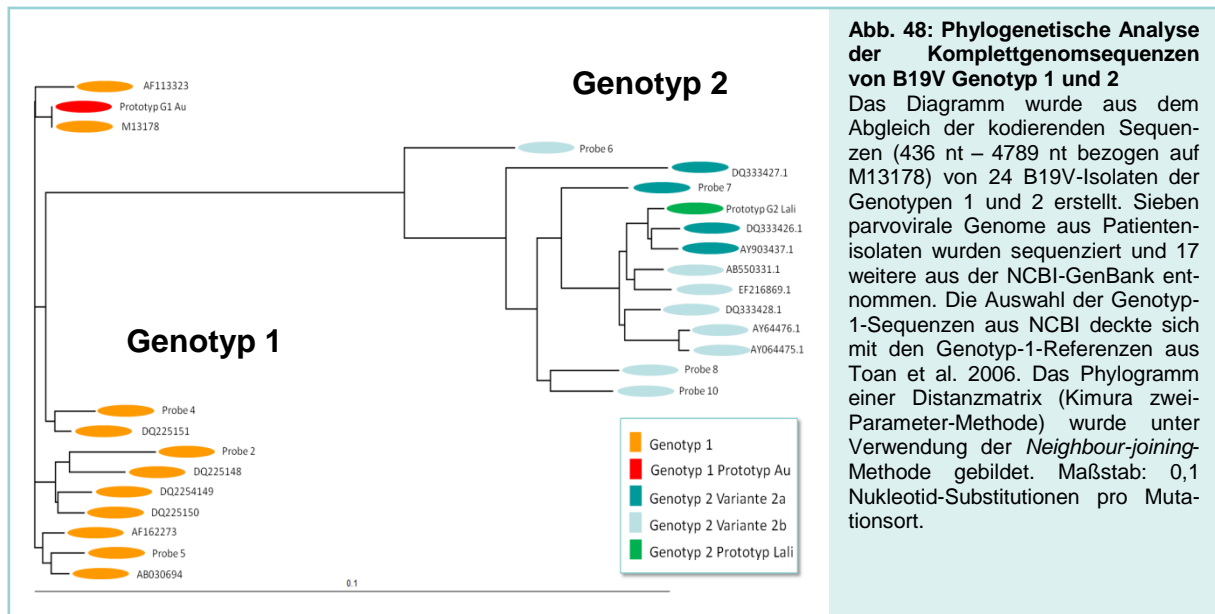 Genotyp 2
AF113323
Prototyp G1 Au
M13178
Probe 6
DQ333427.1
Probe 7
Prototyp G2 Lali
DQ333426.1
AY903437.1
AB550331.1
EF216869.1
DQ333428.1
AY64476.1
AY064475.1
Probe 8
Probe 10
Genotyp 1
Probe 4
DQ225151
Probe 2
DQ225148
DQ2254149
DQ225150
AF162273
Probe 5
AB030694
0.1
Genotyp 1
Genotyp 1 Prototyp Au
Genotyp 2 Variante 2a
Genotyp 2 Variante 2b
Genotyp 2 Prototyp Lali
Abb. 48: Phylogenetische Analyse
der Komplettgenomsequenzen
von B19V Genotyp 1 und 2
Das Diagramm wurde aus dem
Abgleich der kodierenden Sequen-
zen (436 nt – 4789 nt bezogen auf
M13178) von 24 B19V-Isolaten der
Genotypen 1 und 2 erstellt. Sieben
parvovirale Genome aus Patienten-
isolaten wurden sequenziert und 17
weitere aus der NCBI-GenBank ent-
nommen. Die Auswahl der Genotyp-
1-Sequenzen aus NCBI deckte sich
mit den Genotyp-1-Referenzen aus
Toan et al. 2006. Das Phylogramm
einer Distanzmatrix (Kimura zwei-
Parameter-Methode) wurde unter
Verwendung der Neighbour-joining-
Methode gebildet. Maßstab: 0,1
Nukleotid-Substitutionen pro Muta-
tionsort.